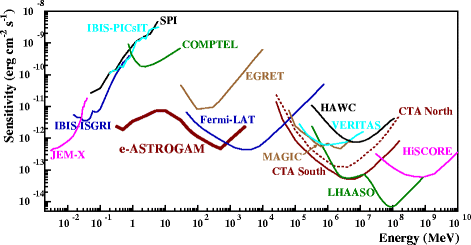 Sensitivity (erg cm⁻² s⁻¹)
10⁻⁸
10⁻⁹
10⁻¹⁰
10⁻¹¹
10⁻¹²
10⁻¹³
10⁻¹⁴
SPI
IBIS-PICsIT
COMPTEL
EGRET
IBIS-ISGRI
Fermi-LAT
HAWC
CTA North
VERITAS
JEM-X
e-ASTROGAM
MAGIC
HiSCORE
CTA South
LHAASO
10⁻² 10⁻¹ 1 10 10² 10³ 10⁴ 10⁵ 10⁶ 10⁷ 10⁸ 10⁹ 10¹⁰
Energy (MeV)